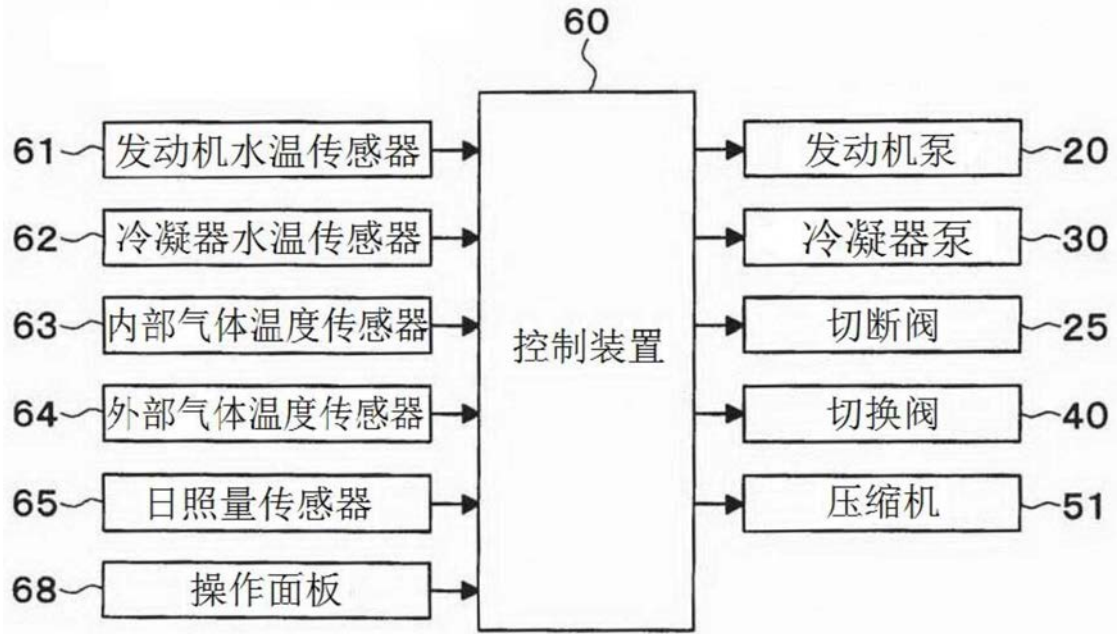 60
61 发动机水温传感器
发动机泵 20
62 冷凝器水温传感器
冷凝器泵 30
63 内部气体温度传感器
控制装置
切断阀 25
64 外部气体温度传感器
切换阀 40
65 日照量传感器
压缩机 51
68 操作面板